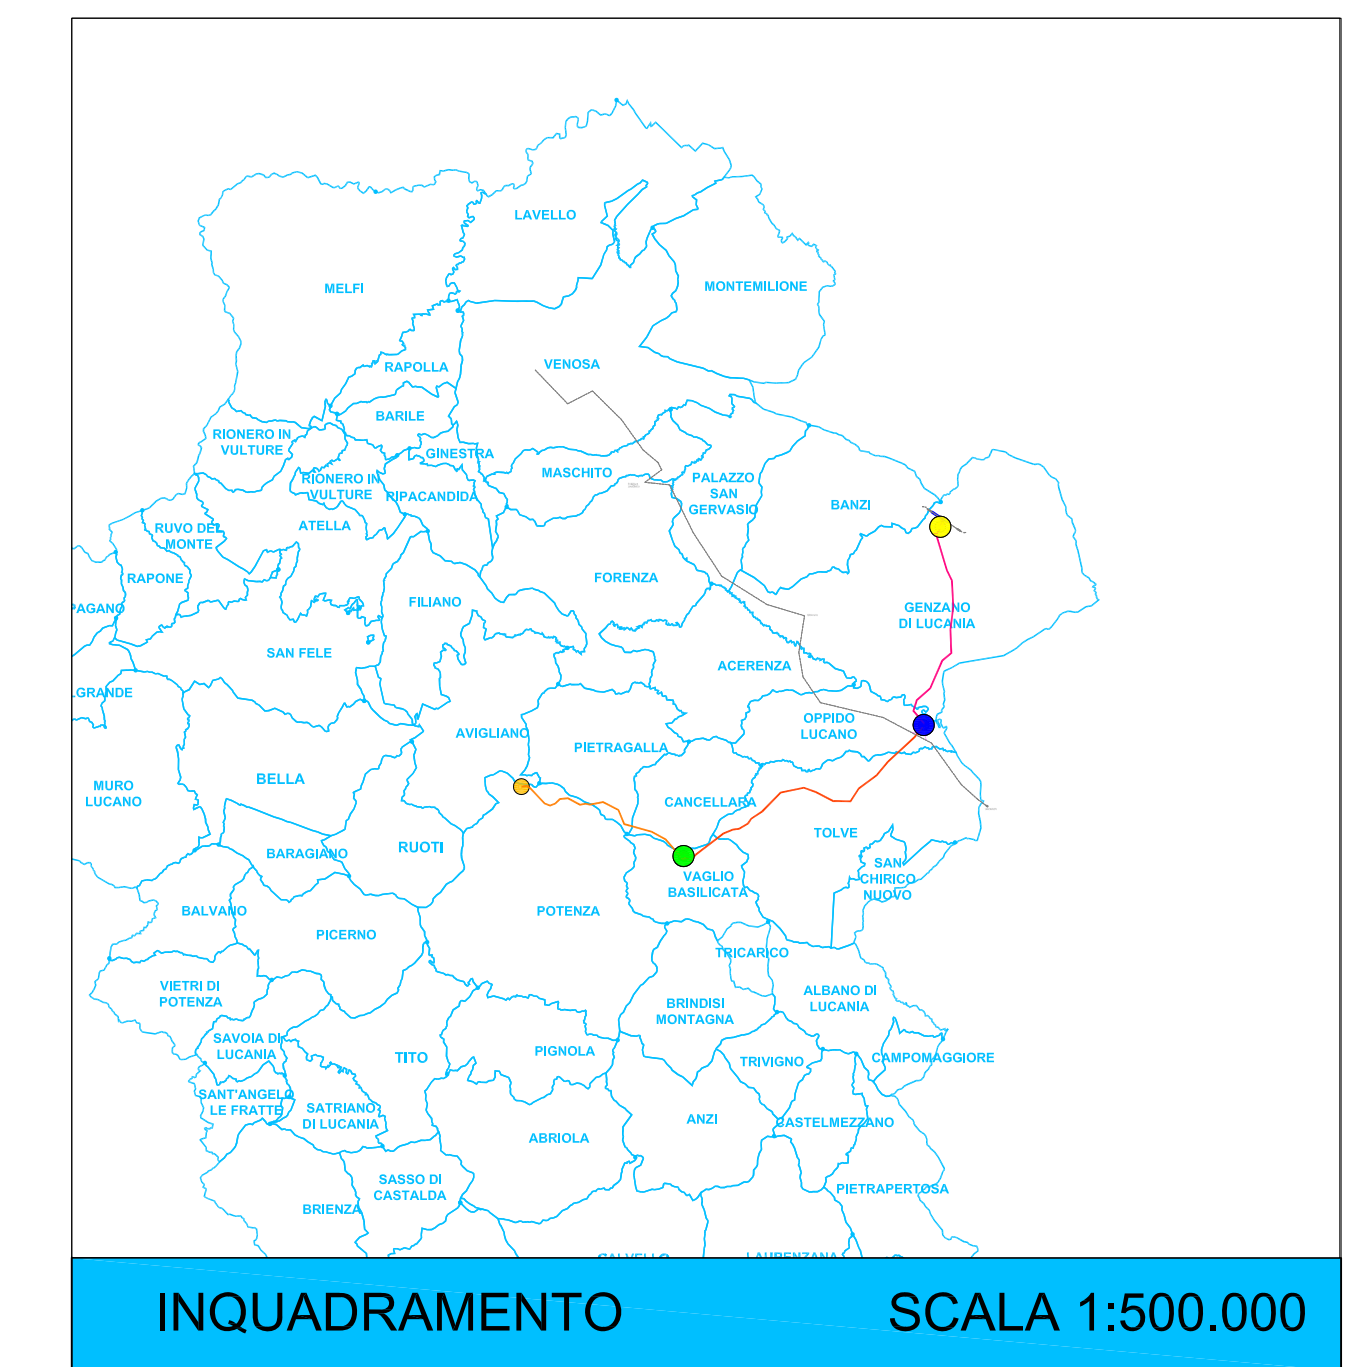 LAVELLO
MELFI
MONTEMILIONE
RAPOLLA
VENOSA
BARILE
RIONERO IN
VULTURE
GINESTRA
MASCHITO
RIONERO IN
VULTURE
RIPACANDIDA
PALAZZO
SAN
GERVASIO
BANZI
RUVO DEL
MONTE
ATELLA
RAPONE
FORENZA
FILIANO
PAGANO
GENZANO
DI LUCANIA
SAN FELE
ACERENZA
LGRANDE
OPPIDO
LUCANO
AVIGLIANO
PIETRAGALLA
BELLA
MURO
LUCANO
CANCELLARA
TOLVE
BARAGIANO
RUOTI
SAN
CHIRICO
NUOVO
VAGLIO
BASILICATA
BALVANO
POTENZA
PICERNO
TRICARICO
VIETRI DI
POTENZA
ALBANO DI
LUCANIA
BRINDISI
MONTAGNA
SAVOIA DI
LUCANIA
TITO
PIGNOLA
TRIVIGNO
CAMPOMAGGIORE
SANT'ANGELO
LE FRATTE
SATRIANO
DI LUCANIA
ANZI
CASTELMEZZANO
ABRIOLA
SASSO DI
CASTALDA
PIETRAPERTOSA
BRIENZA
CALVELLO
LAURENZANA
INQUADRAMENTO
SCALA 1:500.000